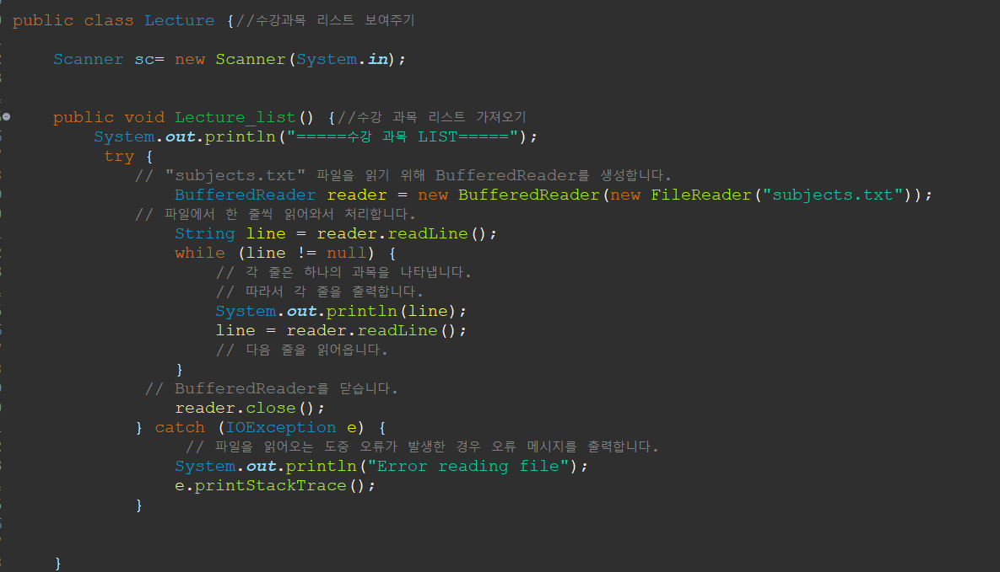 public class Lecture {//수강과목 리스트 보여주기
Scanner sc= new Scanner(System.in);
public void Lecture_list() {//수강 과목 리스트 가져오기
System.out.println("=====수강 과목 LIST=====");
try {
// "subjects.txt" 파일을 읽기 위해 BufferedReader를 생성합니다.
BufferedReader reader = new BufferedReader(new FileReader("subjects.txt"));
// 파일에서 한 줄씩 읽어와서 처리합니다.
String line = reader.readLine();
while (line != null) {
// 각 줄은 하나의 과목을 나타냅니다.
// 따라서 각 줄을 출력합니다.
System.out.println(line);
line = reader.readLine();
// 다음 줄을 읽어옵니다.
}
// BufferedReader를 닫습니다.
reader.close();
} catch (IOException e) {
// 파일을 읽어오는 도중 오류가 발생한 경우 오류 메시지를 출력합니다.
System.out.println("Error reading file");
e.printStackTrace();
}
}